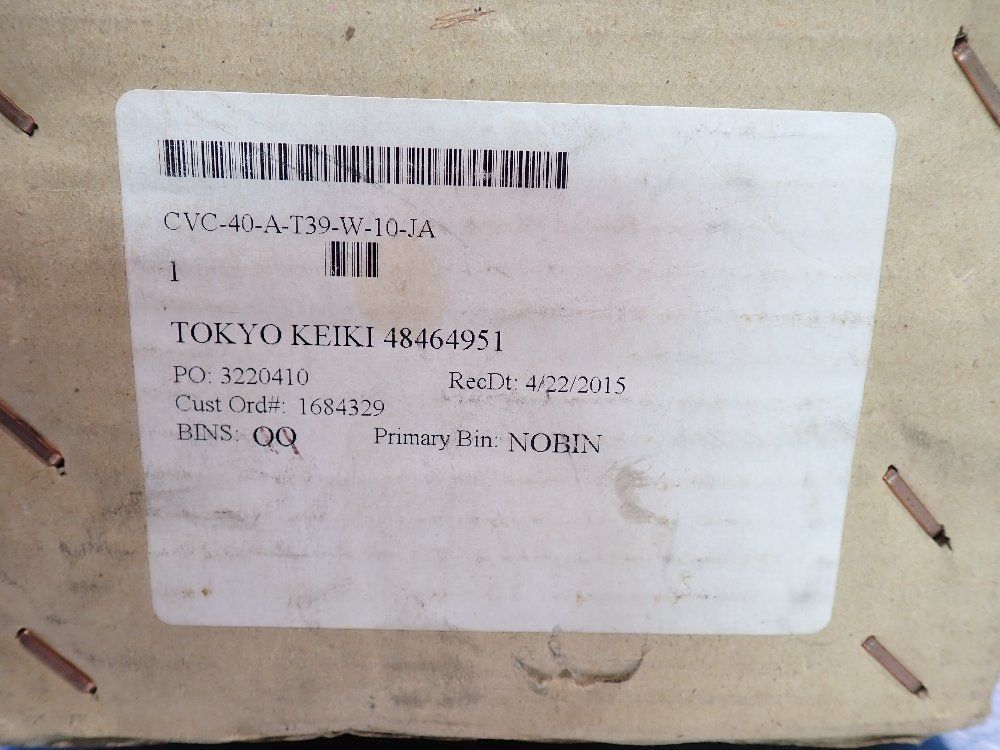 CVC-40-A-T39-W-10-JA
1
TOKYO KEIKI 48464951
PO: 3220410 RecDt: 4/22/2015
Cust Ord#: 1684329
BINS: QQ Primary Bin: NOBIN